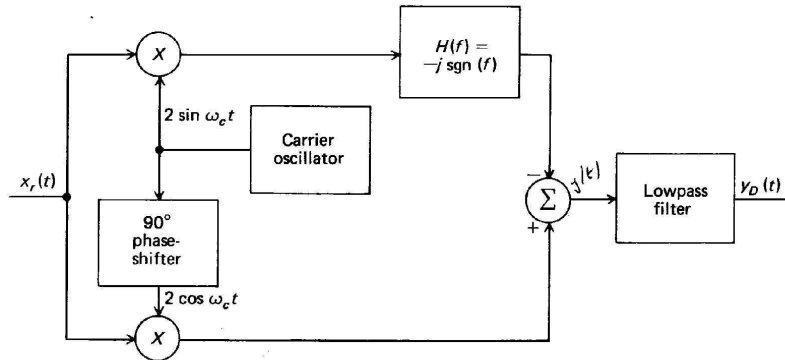 X
H(f) =
−j sgn (f)
2 sin ω_c t
Carrier
oscillator
x_r(t)
90°
phase-
shifter
2 cos ω_c t
X
−
Σ
+
y(t)
Lowpass
filter
y_D(t)